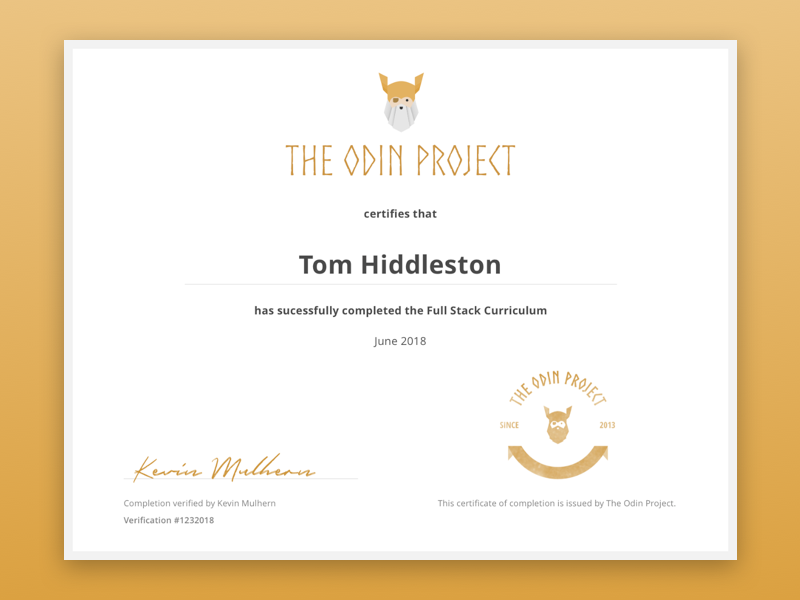 THE ODIN PROJECT
certifies that
Tom Hiddleston
has sucessfully completed the Full Stack Curriculum
June 2018
THE ODIN PROJECT
SINCE 2013
Kevin Mulhern
Completion verified by Kevin Mulhern
This certificate of completion is issued by The Odin Project.
Verification #1232018